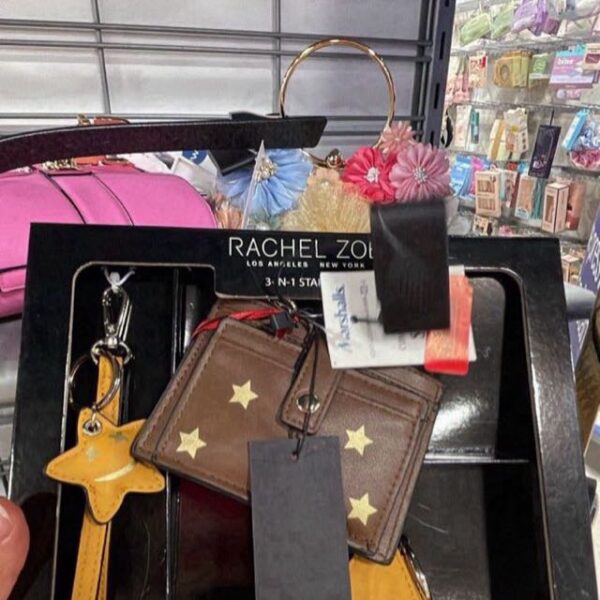 RACHEL ZOE
LOS ANGELES NEW YORK
3-N-1 STA
Marshalls